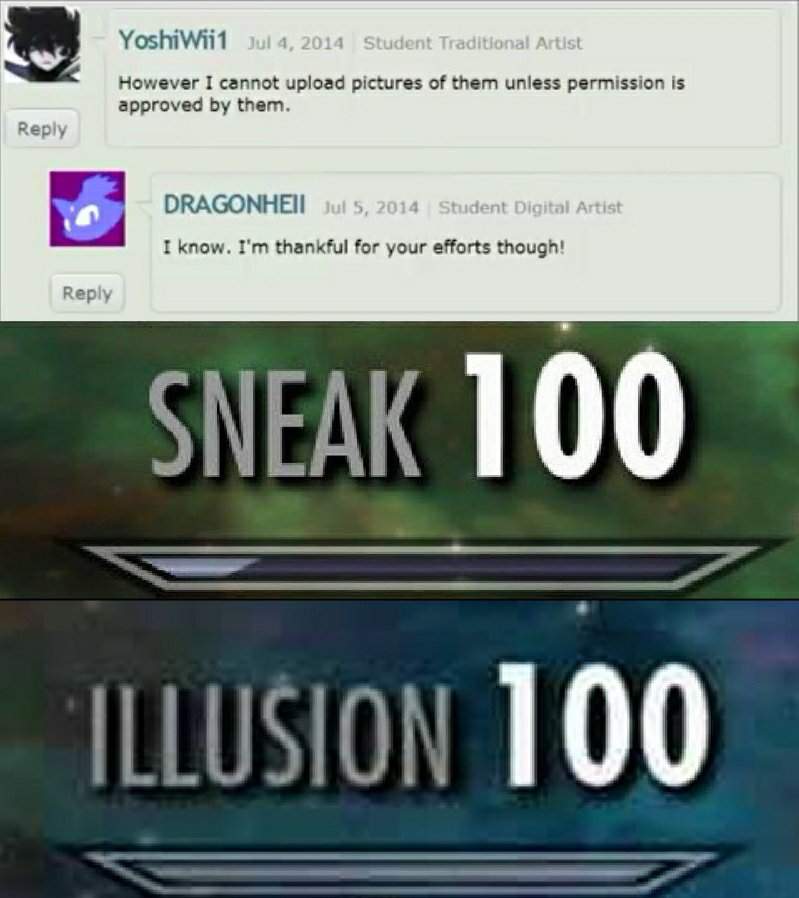 YoshiWii1 Jul 4, 2014 | Student Traditional Artist
However I cannot upload pictures of them unless permission is
approved by them.
Reply
DRAGONHEII Jul 5, 2014 | Student Digital Artist
I know. I'm thankful for your efforts though!
Reply
SNEAK 100
ILLUSION 100